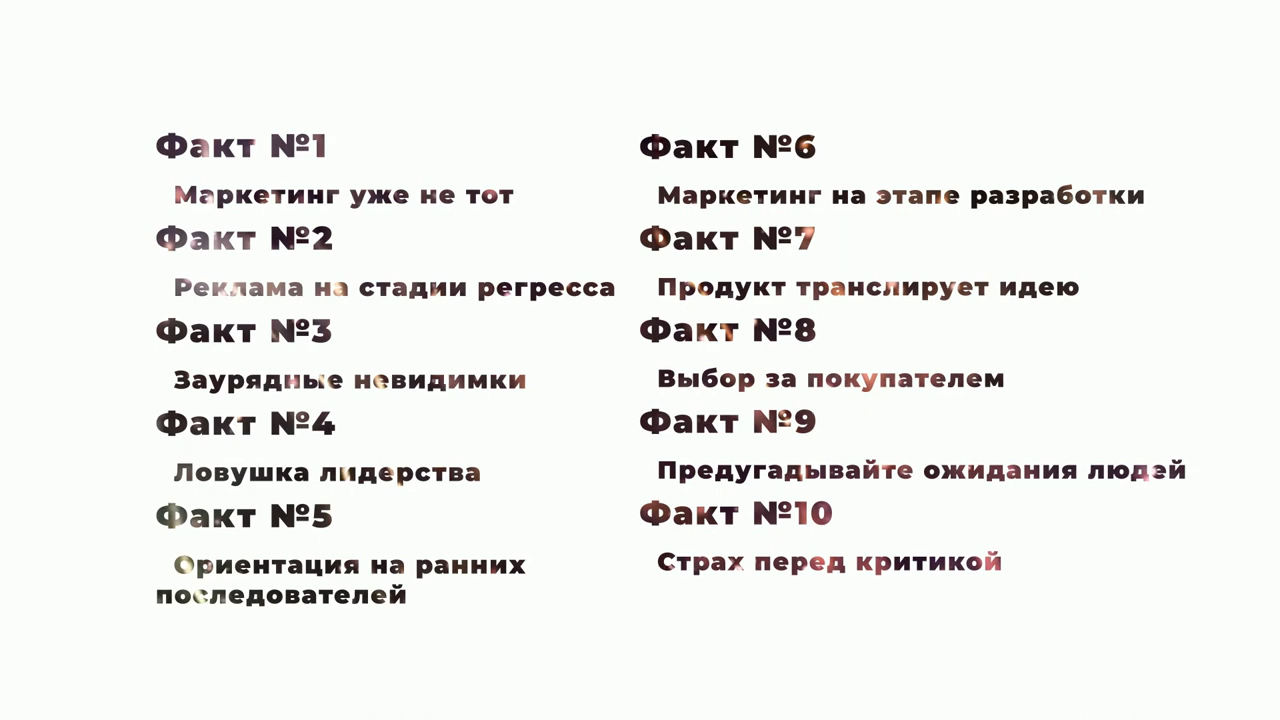 Факт №1
Маркетинг уже не тот
Факт №2
Реклама на стадии регресса
Факт №3
Заурядные невидимки
Факт №4
Ловушка лидерства
Факт №5
Ориентация на ранних
последователей
Факт №6
Маркетинг на этапе разработки
Факт №7
Продукт транслирует идею
Факт №8
Выбор за покупателем
Факт №9
Предугадывайте ожидания людей
Факт №10
Страх перед критикой